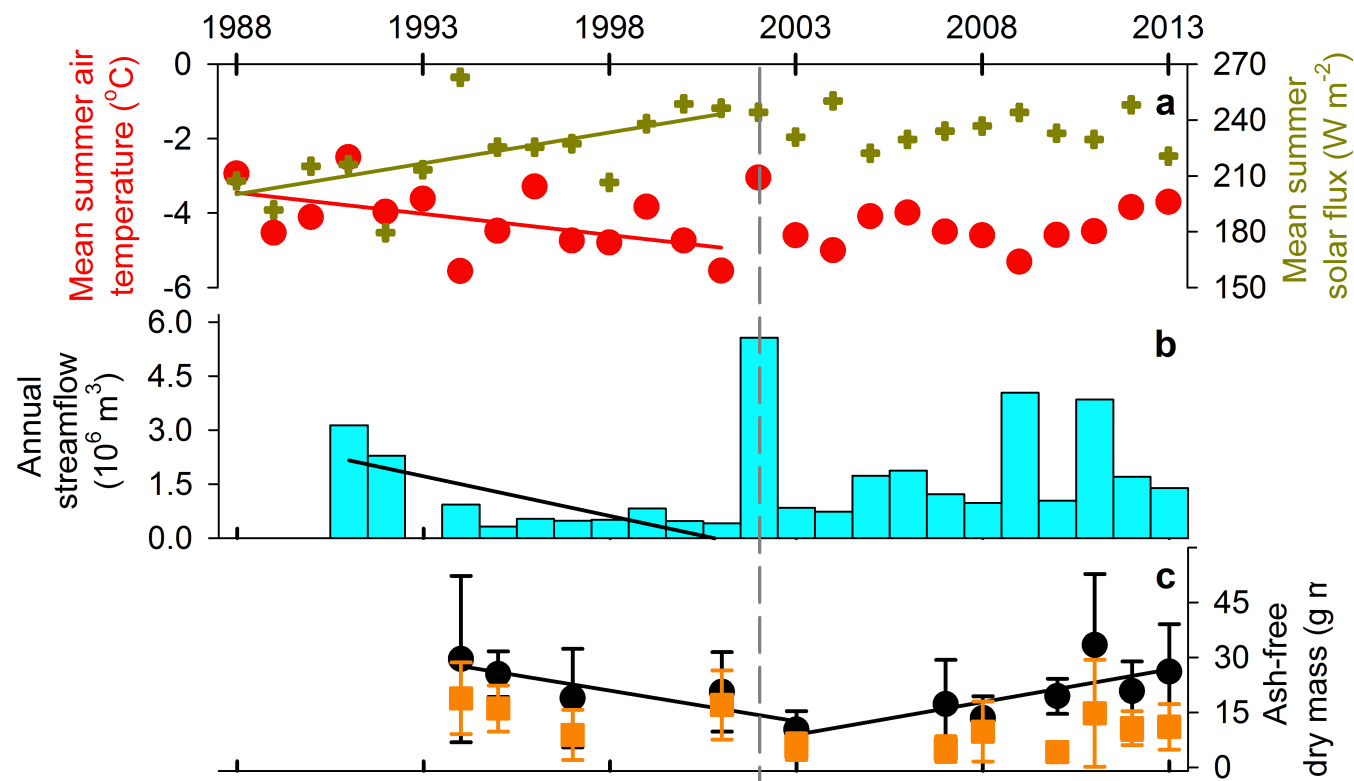 1988 1993 1998 2003 2008 2013
Mean summer air
temperature (°C)
0
-2
-4
-6
a
270
240
210
180
150
Mean summer
solar flux (W m-2)
Annual
streamflow
(10⁶ m³)
6.0
4.5
3.0
1.5
0.0
b
c
45
30
15
0
Ash-free
dry mass (g